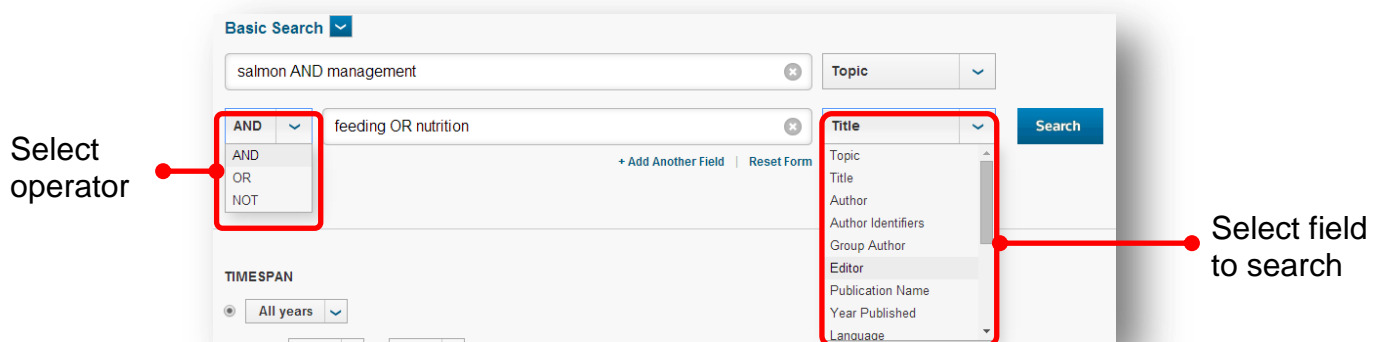 Basic Search
salmon AND management
Topic
AND
feeding OR nutrition
Title
Search
+ Add Another Field | Reset Form
AND
OR
NOT
Topic
Title
Author
Author Identifiers
Group Author
Editor
Publication Name
Year Published
Language
Select
operator
Select field
to search
TIMESPAN
All years